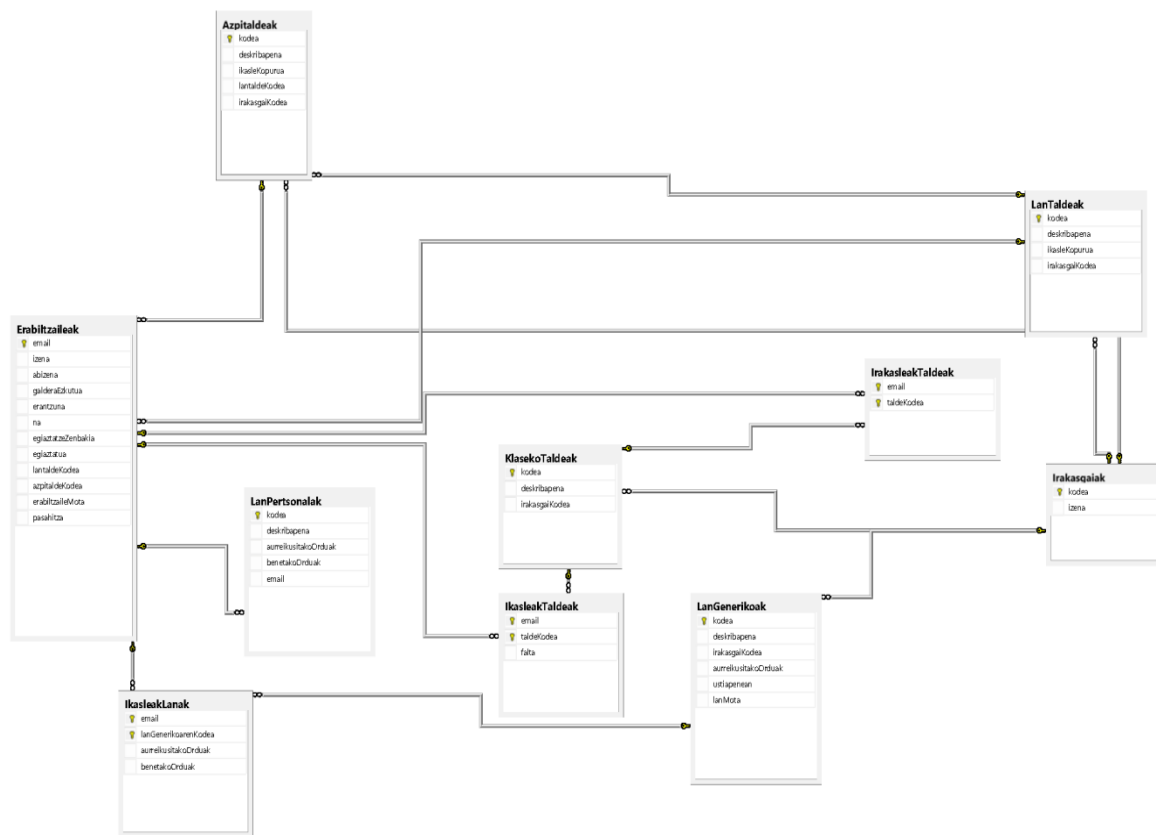 Azpitaldeak
kodea
deskribapena
ikasleKopurua
lantaldeKodea
irakasgaiKodea
LanTaldeak
kodea
deskribapena
ikasleKopurua
irakasgaiKodea
Erabiltzaileak
email
izena
abizena
galderaEzkutua
erantzuna
na
egiaztatzeZenbakia
egiaztatua
lantaldeKodea
azpitaldeKodea
erabiltzaileMota
pasahitza
IrakasleakTaldeak
email
taldeKodea
KlasekoTaldeak
kodea
deskribapena
irakasgaiKodea
Irakasgaiak
kodea
izena
LanPertsonalak
kodea
deskribapena
aurreikusitakoOrduak
benetakoOrduak
email
IkasleakTaldeak
email
taldeKodea
falta
LanGenerikoak
kodea
deskribapena
irakasgaiKodea
aurreikusitakoOrduak
ustiapenean
lanMota
IkasleakLanak
email
lanGenerikoarenKodea
aurreikusitakoOrduak
benetakoOrduak